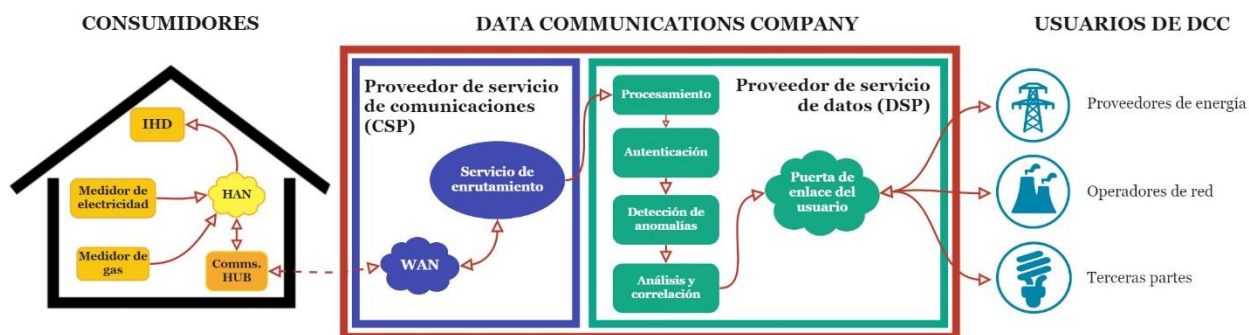 CONSUMIDORES
DATA COMMUNICATIONS COMPANY
USUARIOS DE DCC
IHD
Medidor de
electricidad
HAN
Medidor de
gas
Comms.
HUB
Proveedor de servicio
de comunicaciones
(CSP)
Servicio de
enrutamiento
WAN
Proveedor de servicio
de datos (DSP)
Procesamiento
Autenticación
Detección de
anomalías
Análisis y
correlación
Puerta de
enlace del
usuario
Proveedores de energía
Operadores de red
Terceras partes